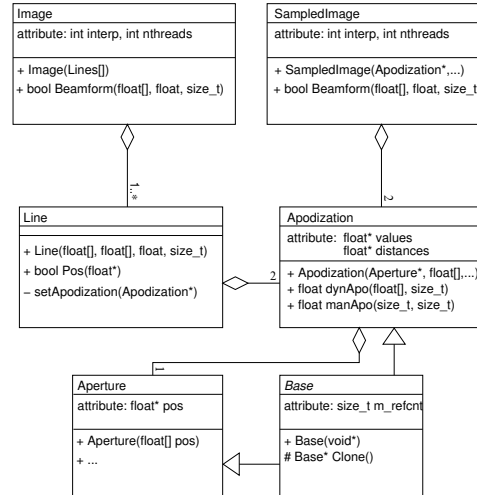 Image
attribute: int interp, int nthreads
+ Image(Lines[])
+ bool Beamform(float[], float, size_t)
SampledImage
attribute: int interp, int nthreads
+ SampledImage(Apodization*,...)
+ bool Beamform(float[], float, size_t
1..*
2
Line
+ Line(float[], float[], float, size_t)
+ bool Pos(float*)
− setApodization(Apodization*)
2
Apodization
attribute: float* values
float* distances
+ Apodization(Aperture*, float[],...)
+ float dynApo(float[], size_t)
+ float manApo(size_t, size_t)
1
Aperture
attribute: float* pos
+ Aperture(float[] pos)
+ ...
Base
attribute: size_t m_refcnt
+ Base(void*)
# Base* Clone()